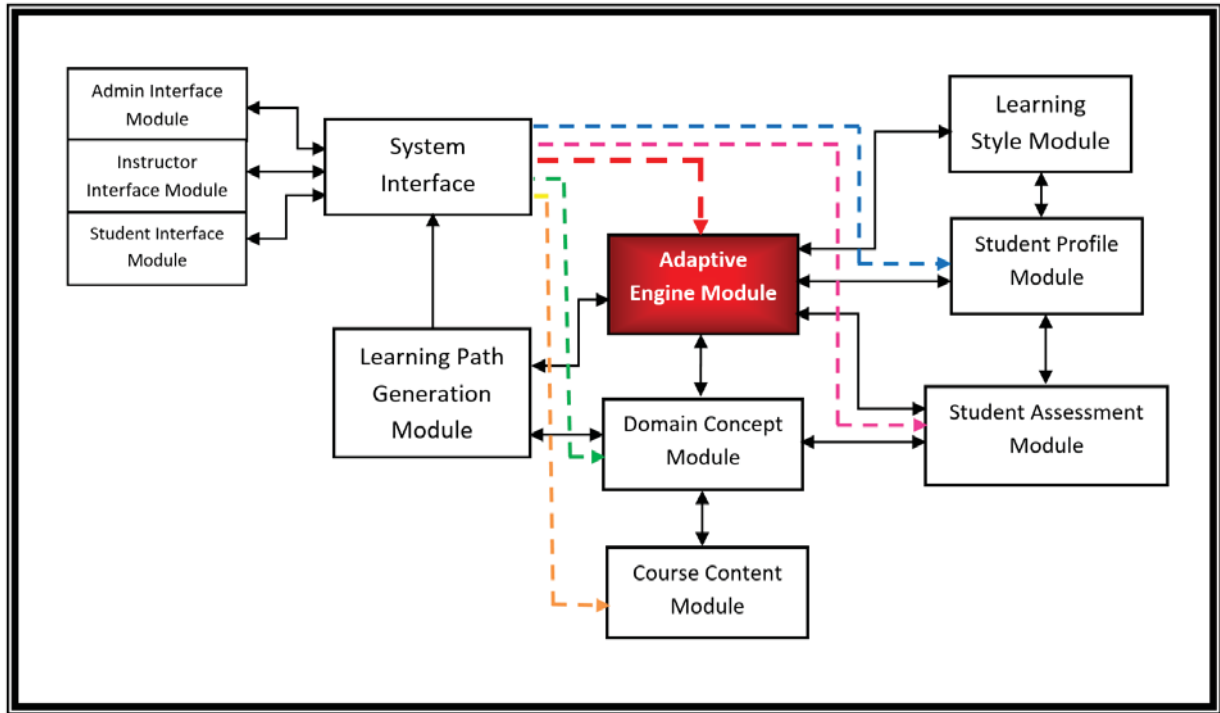 Admin Interface
Module
Instructor
Interface Module
Student Interface
Module
System
Interface
Learning
Style Module
Adaptive
Engine Module
Student Profile
Module
Learning Path
Generation
Module
Domain Concept
Module
Student Assessment
Module
Course Content
Module